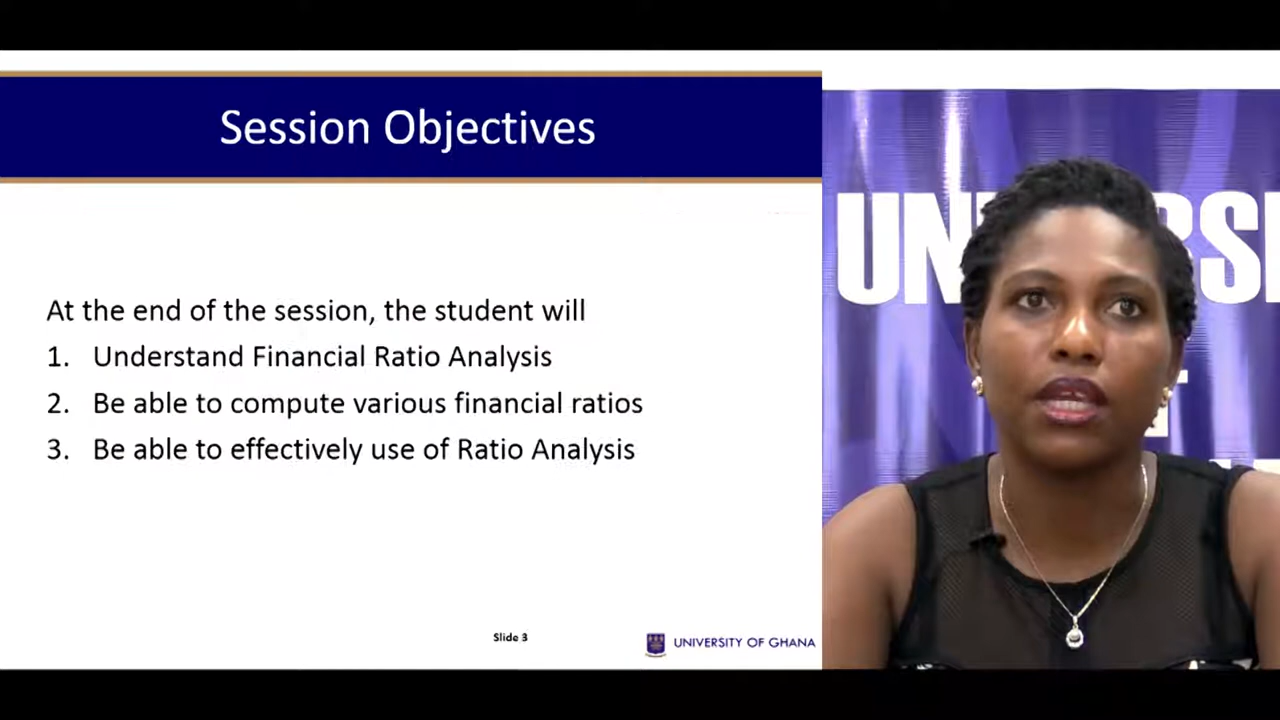 Session Objectives
At the end of the session, the student will
1. Understand Financial Ratio Analysis
2. Be able to compute various financial ratios
3. Be able to effectively use of Ratio Analysis
Slide 3
UNIVERSITY OF GHANA